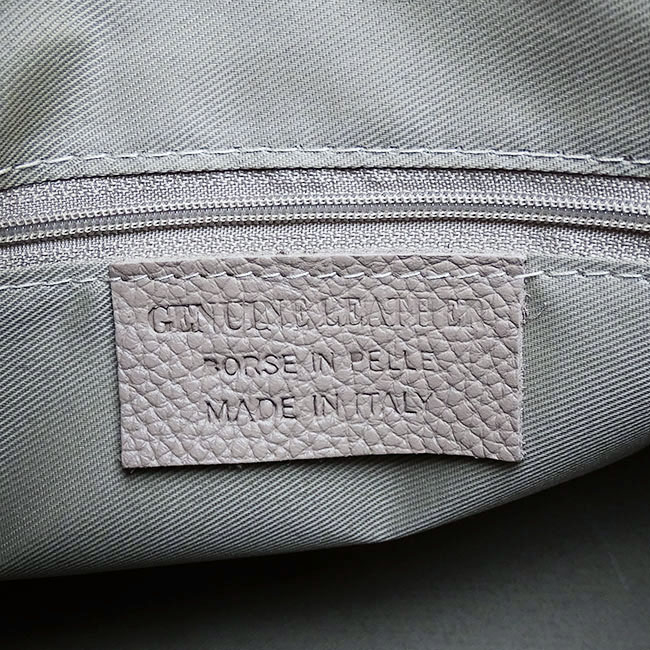 GENUINE LEATHER
BORSE IN PELLE
MADE IN ITALY